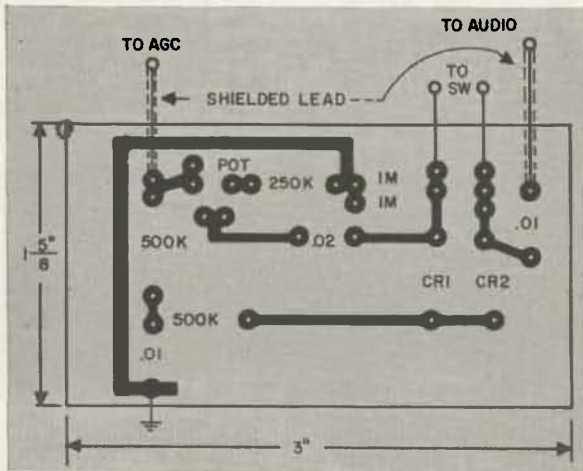 TO AGC
TO AUDIO
TO
SW
SHIELDED LEAD
POT
250K
1M
1M
500K
.02
.01
1 5/8"
CR1 CR2
500K
.01
3"